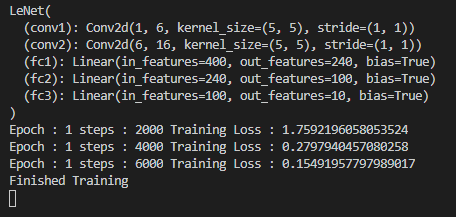 LeNet(
  (conv1): Conv2d(1, 6, kernel_size=(5, 5), stride=(1, 1))
  (conv2): Conv2d(6, 16, kernel_size=(5, 5), stride=(1, 1))
  (fc1): Linear(in_features=400, out_features=240, bias=True)
  (fc2): Linear(in_features=240, out_features=100, bias=True)
  (fc3): Linear(in_features=100, out_features=10, bias=True)
)
Epoch : 1 steps : 2000 Training Loss : 1.7592196058053524
Epoch : 1 steps : 4000 Training Loss : 0.2797940457080258
Epoch : 1 steps : 6000 Training Loss : 0.15491957797989017
Finished Training